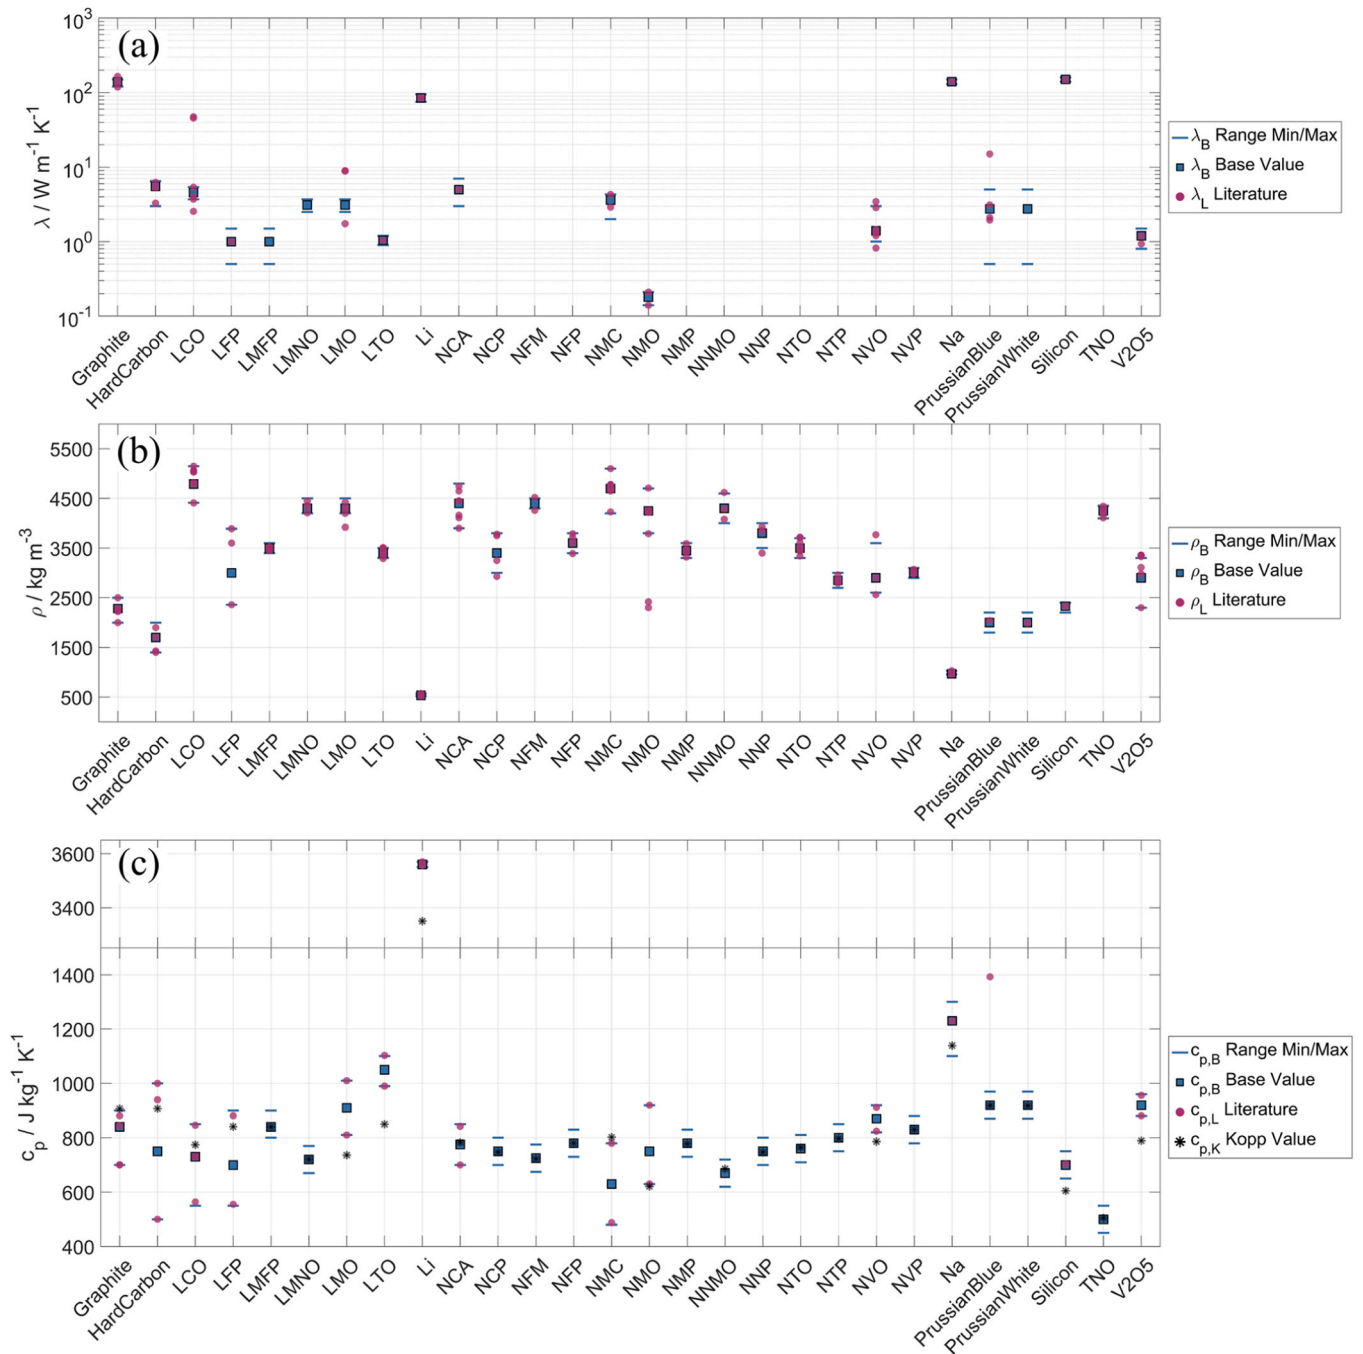 (a)
λ / W m⁻¹ K⁻¹
10³
10²
10¹
10⁰
10⁻¹
Graphite
HardCarbon
LCO
LFP
LMFP
LMNO
LMO
LTO
Li
NCA
NCP
NFM
NFP
NMC
NMO
NMP
NNMO
NNP
NTO
NTP
NVO
NVP
Na
PrussianBlue
PrussianWhite
Silicon
TNO
V2O5
λB Range Min/Max
λB Base Value
λL Literature
(b)
ρ / kg m⁻³
5500
4500
3500
2500
1500
500
Graphite
HardCarbon
LCO
LFP
LMFP
LMNO
LMO
LTO
Li
NCA
NCP
NFM
NFP
NMC
NMO
NMP
NNMO
NNP
NTO
NTP
NVO
NVP
Na
PrussianBlue
PrussianWhite
Silicon
TNO
V2O5
ρB Range Min/Max
ρB Base Value
ρL Literature
(c)
cp / J kg⁻¹ K⁻¹
3600
3400
1400
1200
1000
800
600
400
Graphite
HardCarbon
LCO
LFP
LMFP
LMNO
LMO
LTO
Li
NCA
NCP
NFM
NFP
NMC
NMO
NMP
NNMO
NNP
NTO
NTP
NVO
NVP
Na
PrussianBlue
PrussianWhite
Silicon
TNO
V2O5
cp,B Range Min/Max
cp,B Base Value
cp,L Literature
cp,K Kopp Value